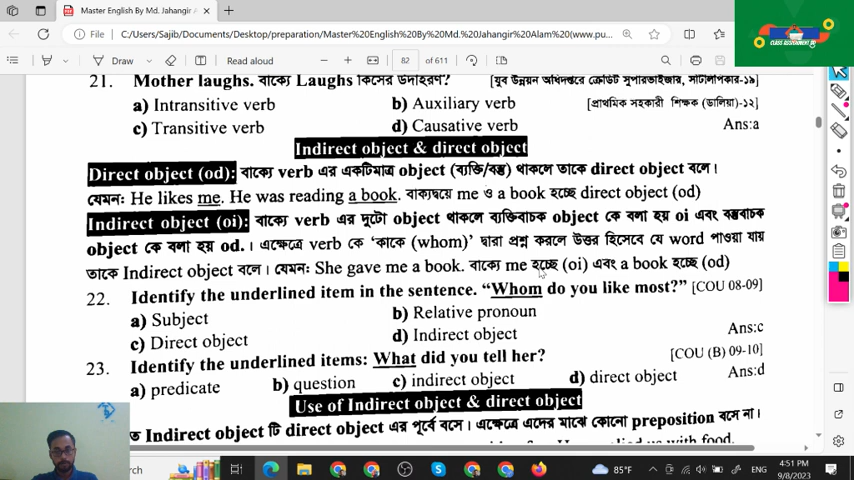 Master English By Md. Jahangir Al
File | C:/Users/Sajib/Documents/Desktop/preparation/Master%20English%20By%20Md.%20Jahangir%20Alam%20(www.pu...
Draw
Read aloud
82 of 611
CLASS ASSIGNMENT BD
21. Mother laughs. বাক্যে Laughs কিসের উদাহরণ? [যুব উন্নয়ন অধিদপ্তরে ক্রেডিট সুপারভাইজার, সাঁটলিপিকার-১৯]
a) Intransitive verb b) Auxiliary verb [প্রাথমিক সহকারী শিক্ষক (ডালিয়া)-১২]
c) Transitive verb d) Causative verb Ans:a
Indirect object & direct object
Direct object (od): বাক্যে verb এর একটিমাত্র object (ব্যক্তি/বস্তু) থাকলে তাকে direct object বলে।
যেমন: He likes me. He was reading a book. বাক্যদ্বয়ে me ও a book হচ্ছে direct object (od)
Indirect object (oi): বাক্যে verb এর দুটো object থাকলে ব্যক্তিবাচক object কে বলা হয় oi এবং বস্তুবাচক
object কে বলা হয় od. । এক্ষেত্রে verb কে ‘কাকে (whom)’ দ্বারা প্রশ্ন করলে উত্তর হিসেবে যে word পাওয়া যায়
তাকে Indirect object বলে। যেমন: She gave me a book. বাক্যে me হচ্ছে (oi) এবং a book হচ্ছে (od)
22. Identify the underlined item in the sentence. “Whom do you like most?” [COU 08-09]
a) Subject b) Relative pronoun
c) Direct object d) Indirect object Ans:c
23. Identify the underlined items: What did you tell her? [COU (B) 09-10]
a) predicate b) question c) indirect object d) direct object Ans:d
Use of Indirect object & direct object
ত Indirect object টি direct object এর পূর্বে বসে। এক্ষেত্রে এদের মাঝে কোনো preposition বসে না।
us with food.
search
85°F
ENG
4:51 PM
9/8/2023